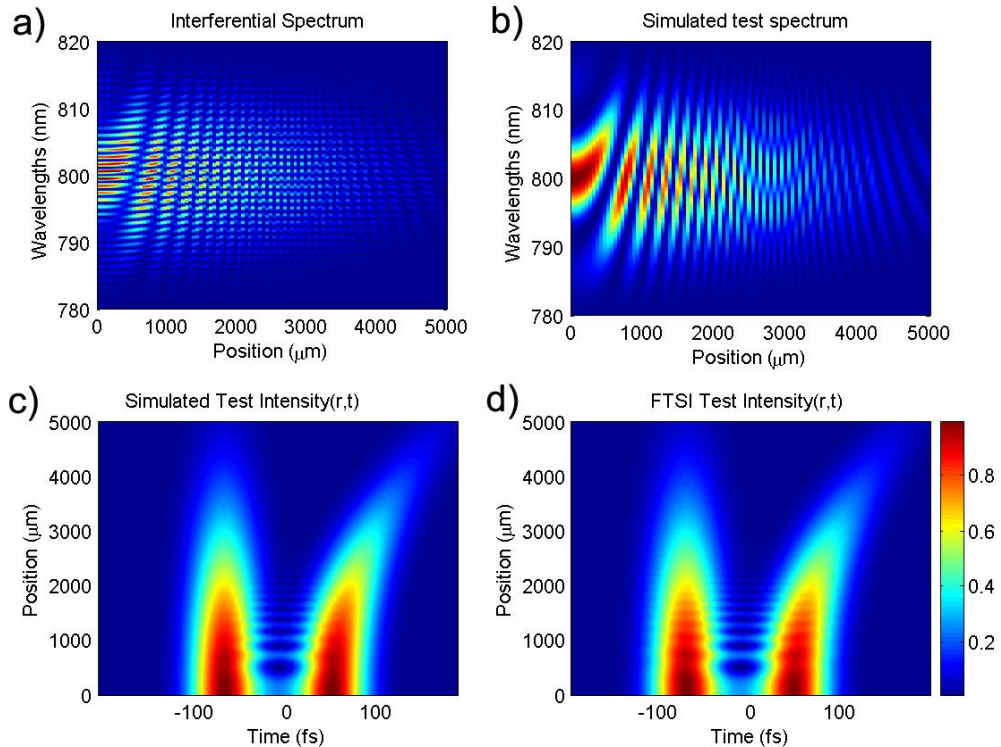 a)
Interferential Spectrum
820
810
800
790
780
Wavelengths (nm)
0 1000 2000 3000 4000 5000
Position (μm)
b)
Simulated test spectrum
820
810
800
790
780
Wavelengths (nm)
0 1000 2000 3000 4000 5000
Position (μm)
c)
Simulated Test Intensity(r,t)
5000
4000
3000
2000
1000
0
Position (μm)
-100 0 100
Time (fs)
d)
FTSI Test Intensity(r,t)
5000
4000
3000
2000
1000
0
Position (μm)
-100 0 100
Time (fs)
0.8
0.6
0.4
0.2